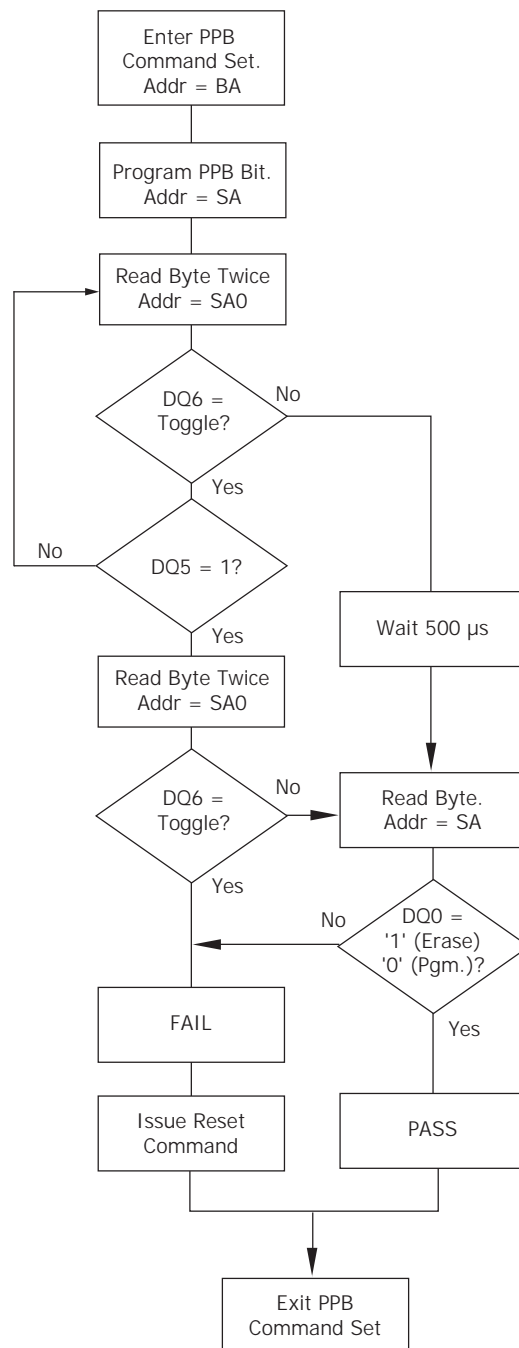 Enter PPB
Command Set.
Addr = BA
Program PPB Bit.
Addr = SA
Read Byte Twice
Addr = SA0
DQ6 =
Toggle?
No
Yes
No
DQ5 = 1?
Yes
Wait 500 µs
Read Byte Twice
Addr = SA0
DQ6 =
Toggle?
No
Yes
Read Byte.
Addr = SA
No
DQ0 =
'1' (Erase)
'0' (Pgm.)?
Yes
FAIL
Issue Reset
Command
PASS
Exit PPB
Command Set